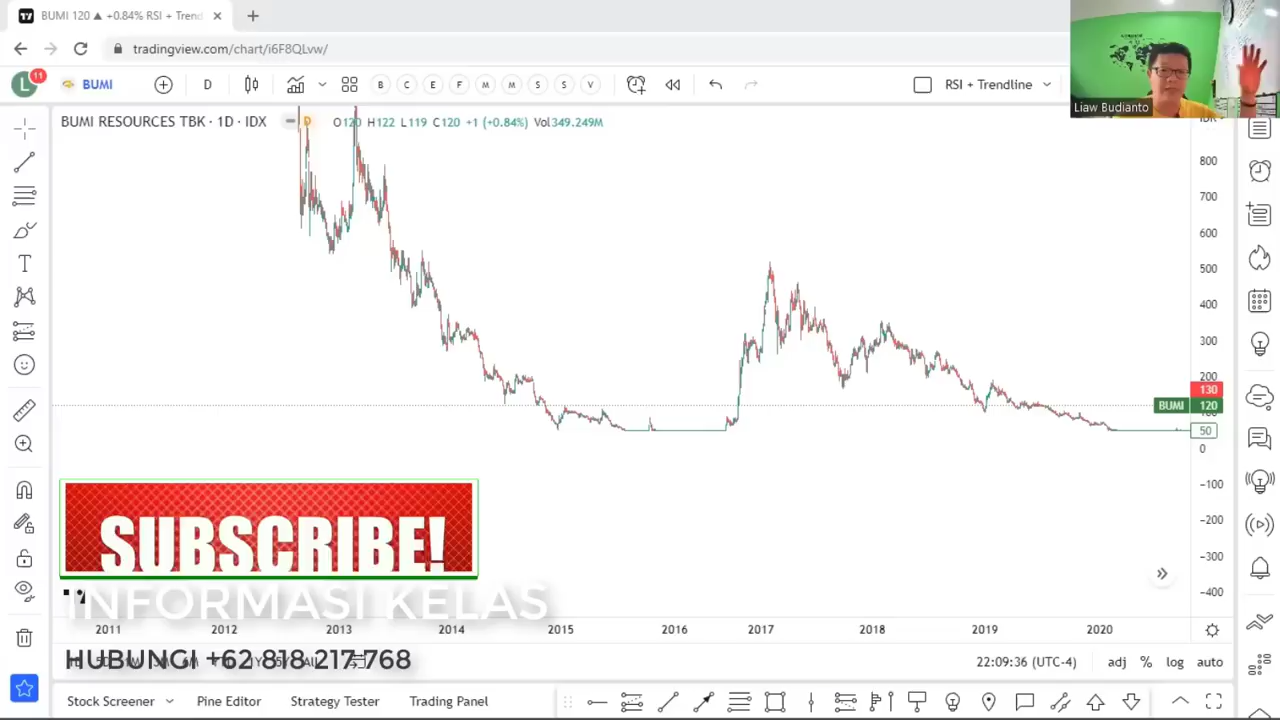 BUMI 120 ▲ +0.84% RSI + Trend
tradingview.com/chart/i6F8QLvw/
L 11 BUMI D B C E F M M S S V RSI + Trendline
Liaw Budianto
BUMI RESOURCES TBK · 1D · IDX D O120 H122 L119 C120 +1 (+0.84%) Vol349.249M
800
700
600
500
400
300
200
130
BUMI 120
50
0
−100
−200
−300
−400
SUBSCRIBE!
INFORMASI KELAS
2011 2012 2013 2014 2015 2016 2017 2018 2019 2020
HUBUNGI +62 818 217 768
22:09:36 (UTC-4) adj % log auto
Stock Screener Pine Editor Strategy Tester Trading Panel